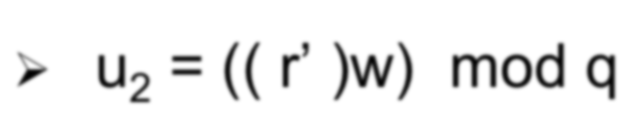 ➢ u₂ = (( r’ )w) mod q